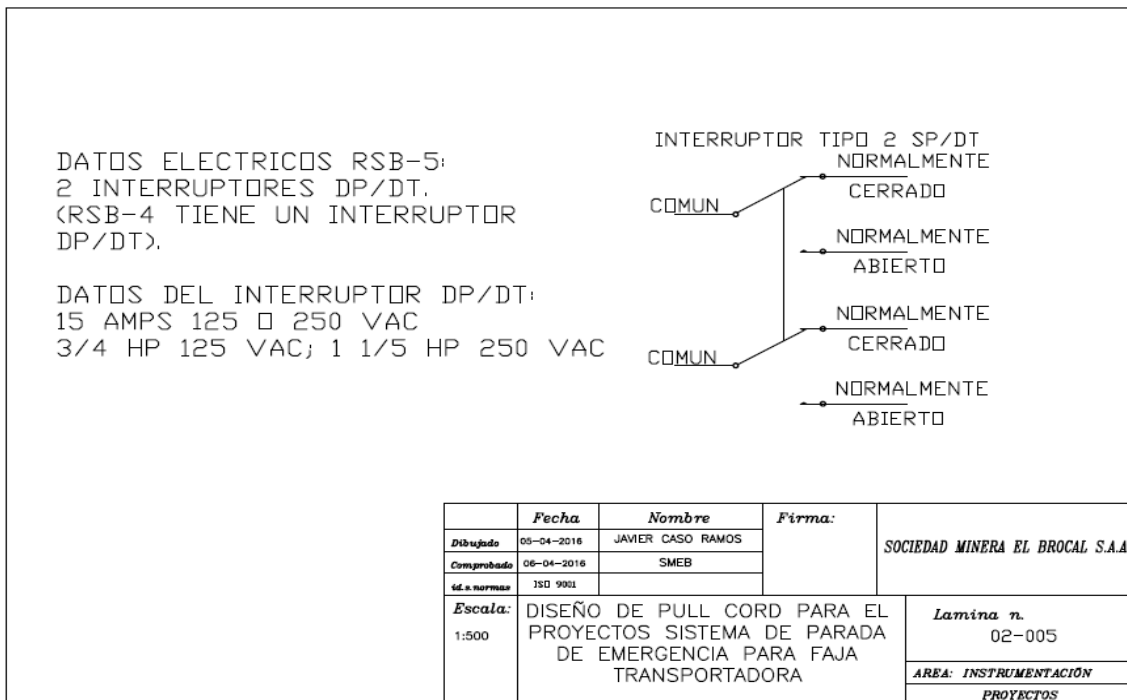 DATOS ELECTRICOS RSB-5:
2 INTERRUPTORES DP/DT.
(RSB-4 TIENE UN INTERRUPTOR
DP/DT).
DATOS DEL INTERRUPTOR DP/DT:
15 AMPS 125 O 250 VAC
3/4 HP 125 VAC; 1 1/5 HP 250 VAC
INTERRUPTOR TIPO 2 SP/DT
NORMALMENTE
CERRADO
COMUN
NORMALMENTE
ABIERTO
NORMALMENTE
CERRADO
COMUN
NORMALMENTE
ABIERTO
Fecha Nombre Firma:
Dibujado 05-04-2016 JAVIER CASO RAMOS
Comprobado 06-04-2016 SMEB
id.s.normas ISO 9001
SOCIEDAD MINERA EL BROCAL S.A.A
Escala:
1:500
DISEÑO DE PULL CORD PARA EL
PROYECTOS SISTEMA DE PARADA
DE EMERGENCIA PARA FAJA
TRANSPORTADORA
Lamina n.
02-005
AREA: INSTRUMENTACIÓN
PROYECTOS